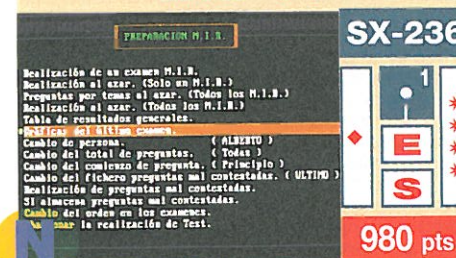 PREPARACION M.I.R.
Realización de un examen M.I.R.
Realización al azar. (Solo un M.I.R.)
Preguntas por temas al azar. (Todos los M.I.R.)
Realización al azar. (Todos los M.I.R.)
Tabla de resultados generales.
Gráficas del último examen.
Cambio de persona. ( ALBERTO )
Cambio del total de preguntas. ( Todas )
Cambio del comienzo pregunta. ( Principio )
Cambio del fichero preguntas mal contestadas. ( ULTIMO )
Realización de preguntas mal contestadas.
SI almacena preguntas mal contestadas.
Cambio del orden en los examenes.
la realización de Test.
N
SX-236
1
E
S
980 pts